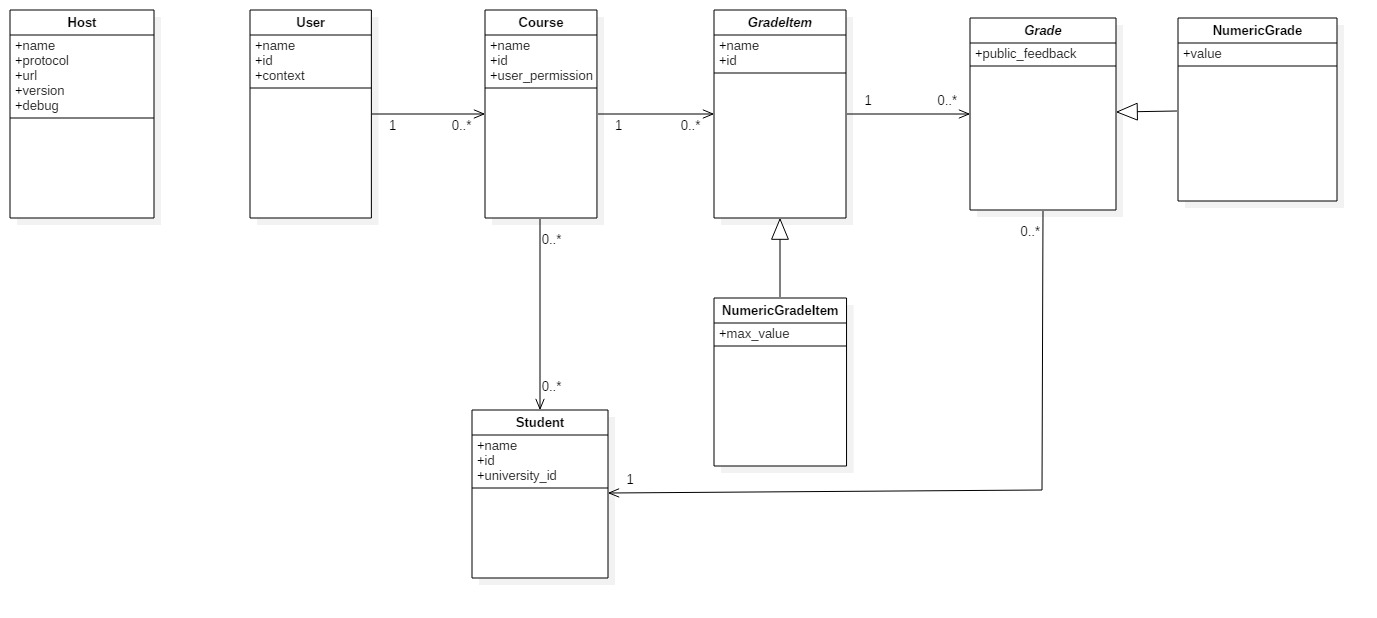 Host
+name
+protocol
+url
+version
+debug
User
+name
+id
+context
Course
+name
+id
+user_permission
GradeItem
+name
+id
Grade
+public_feedback
NumericGrade
+value
1
0..*
1
0..*
1
0..*
0..*
0..*
0..*
1
NumericGradeItem
+max_value
Student
+name
+id
+university_id